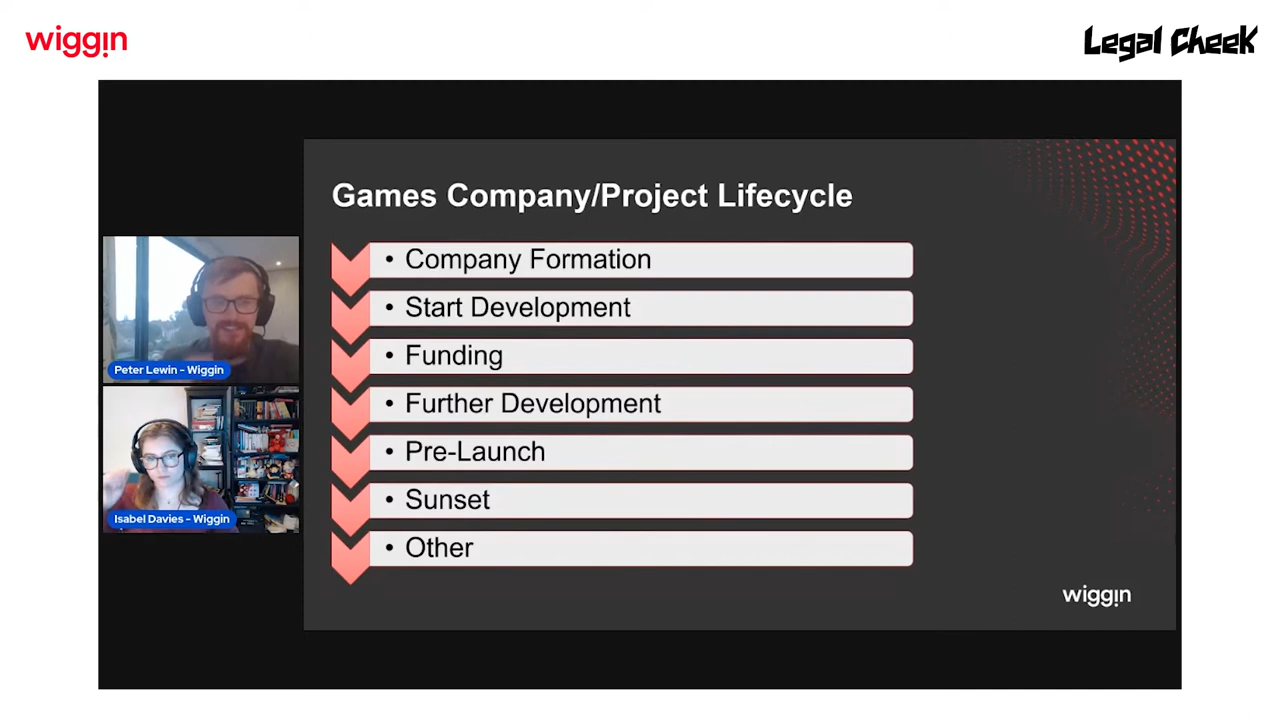 wiggin
Legal Cheek
Games Company/Project Lifecycle
• Company Formation
• Start Development
• Funding
• Further Development
• Pre-Launch
• Sunset
• Other
Peter Lewin - Wiggin
Isabel Davies - Wiggin
wiggin